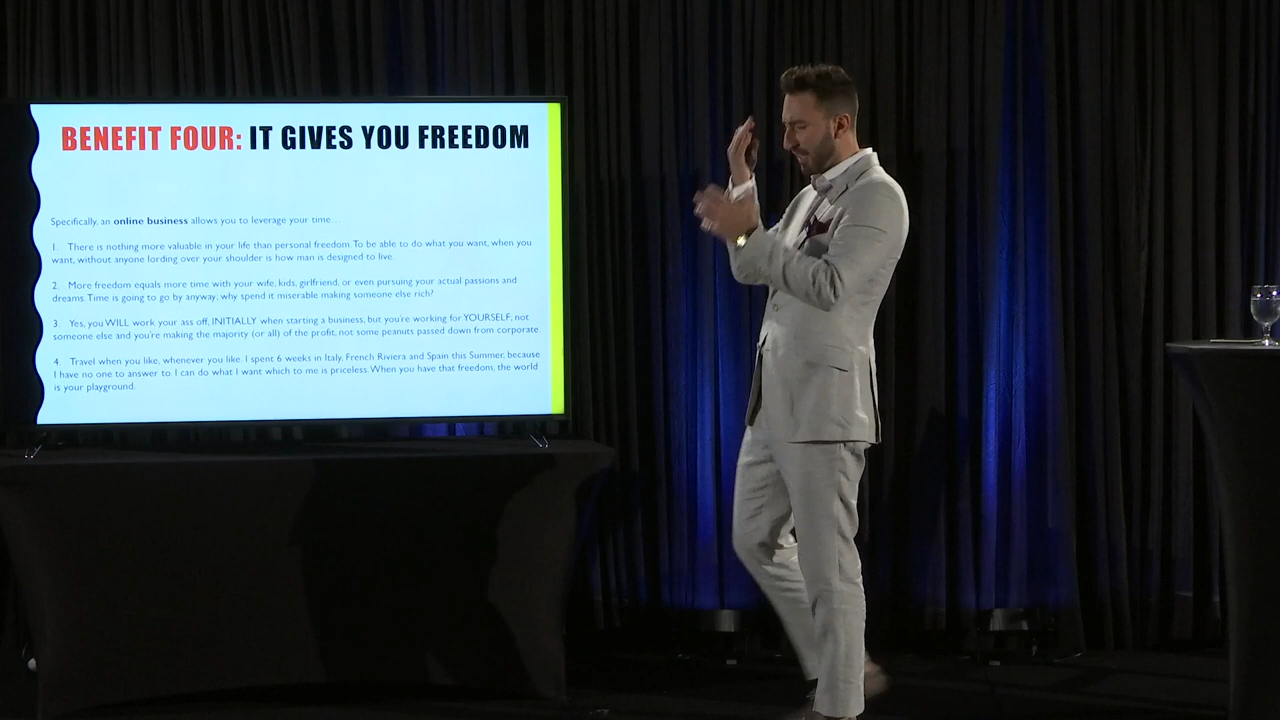 BENEFIT FOUR: IT GIVES YOU FREEDOM
Specifically, an online business allows you to leverage your time...
1. There is nothing more valuable in your life than personal freedom. To be able to do what you want, when you
want, without anyone lording over your shoulder is how man is designed to live.
2. More freedom equals more time with your wife, kids, girlfriend, or even pursuing your actual passions and
dreams. Time is going to go by anyway, why spend it miserable making someone else rich?
3. Yes, you WILL work your ass off, INITIALLY when starting a business, but you're working for YOURSELF, not
someone else and you're making the majority (or all) of the profit, not some peanuts passed down from corporate.
4. Travel when you like, whenever you like. I spent 6 weeks in Italy, French Riviera and Spain this Summer, because
I have no one to answer to. I can do what I want which to me is priceless. When you have that freedom, the world
is your playground.